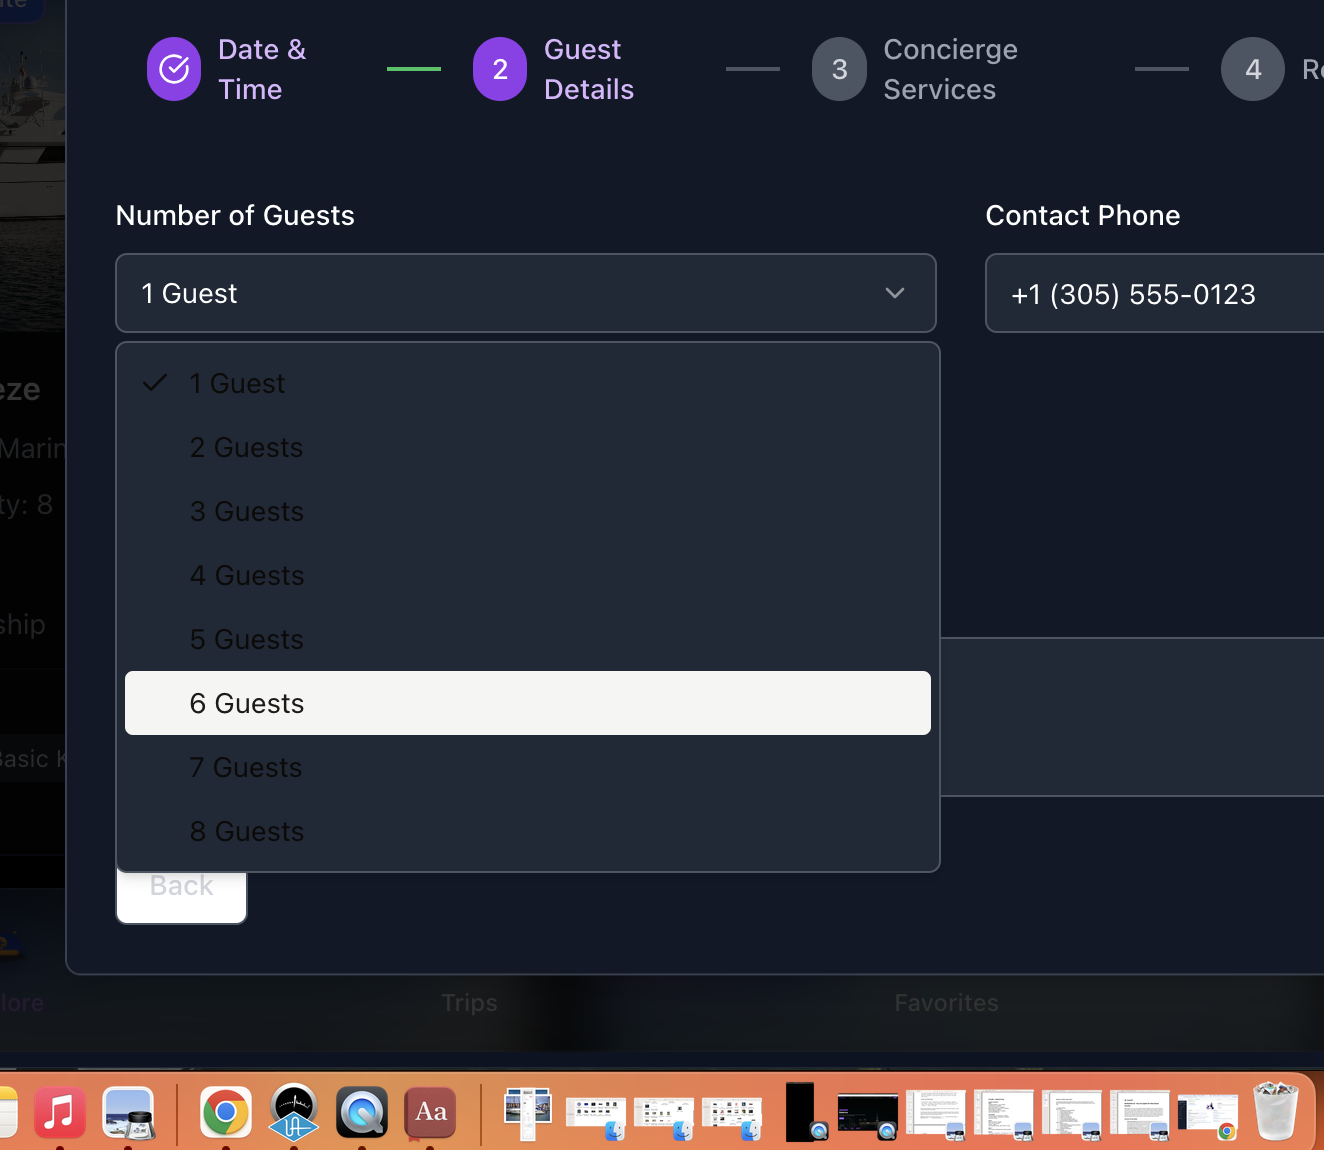 Date &
Time
2
Guest
Details
3
Concierge
Services
4
Number of Guests
Contact Phone
1 Guest
+1 (305) 555-0123
1 Guest
2 Guests
3 Guests
4 Guests
5 Guests
6 Guests
7 Guests
8 Guests
Back
eze
Marin
ty: 8
ship
Basic K
lore
Trips
Favorites
Aa